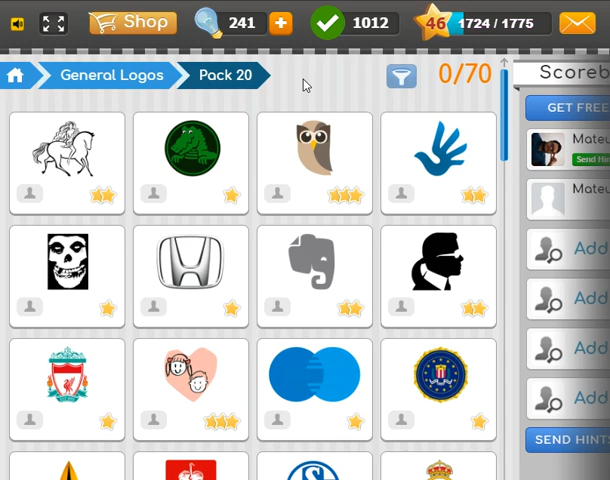 Shop 241 + 1012 46 1724 / 1775
General Logos Pack 20 0/70 Scoreb
GET FREE
Mateu
Send Hin
Mateu
Add
Add
Add
Add
SEND HINTS